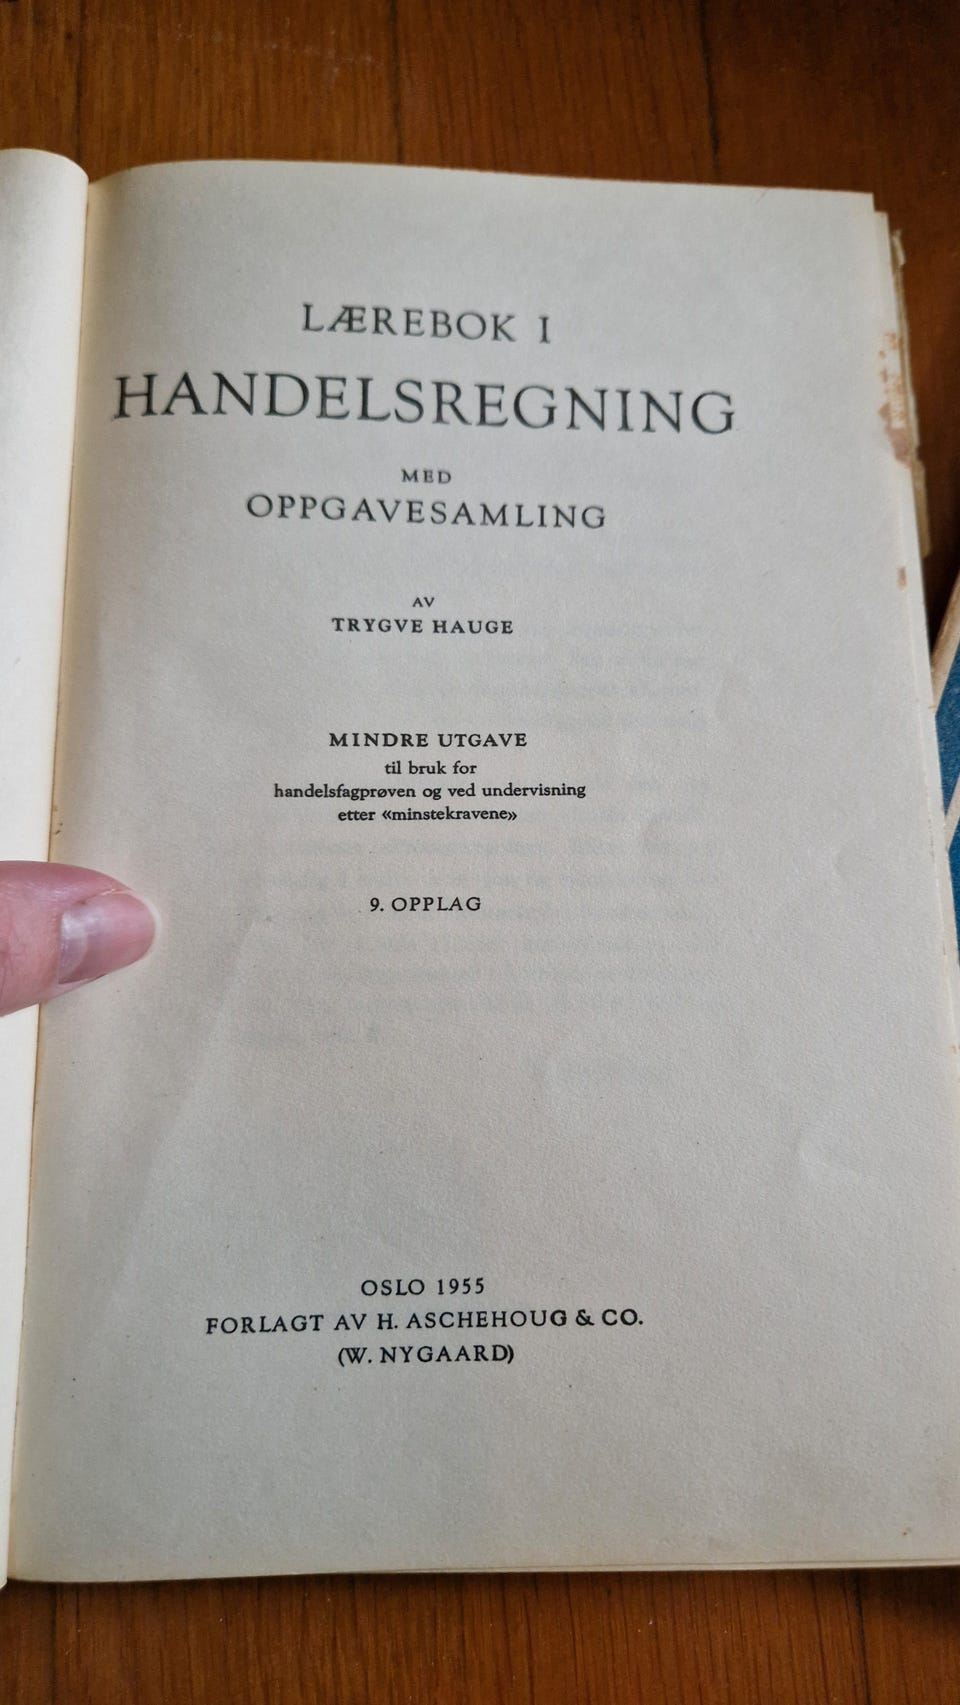 LÆREBOK I
HANDELSREGNING
MED
OPPGAVESAMLING
AV
TRYGVE HAUGE
MINDRE UTGAVE
til bruk for
handelsfagprøven og ved undervisning
etter «minstekravene»
9. OPPLAG
OSLO 1955
FORLAGT AV H. ASCHEHOUG & CO.
(W. NYGAARD)